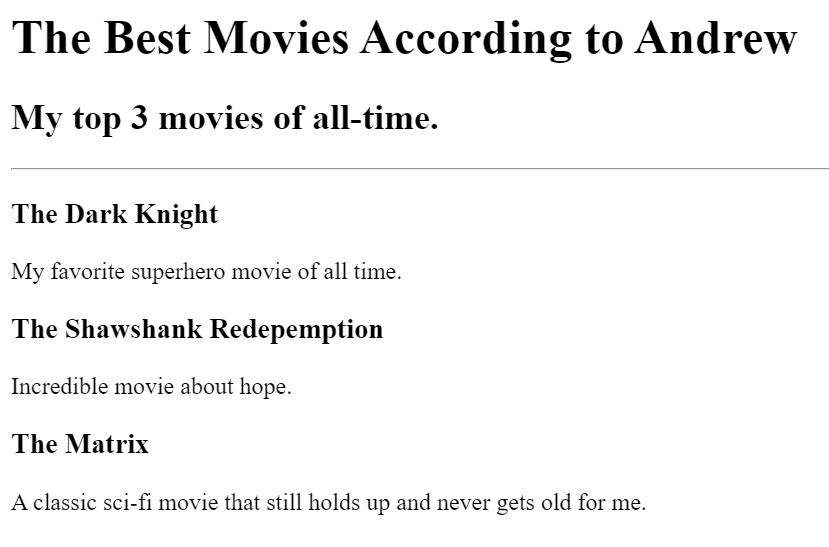 The Best Movies According to Andrew
My top 3 movies of all-time.
The Dark Knight
My favorite superhero movie of all time.
The Shawshank Redepemption
Incredible movie about hope.
The Matrix
A classic sci-fi movie that still holds up and never gets old for me.